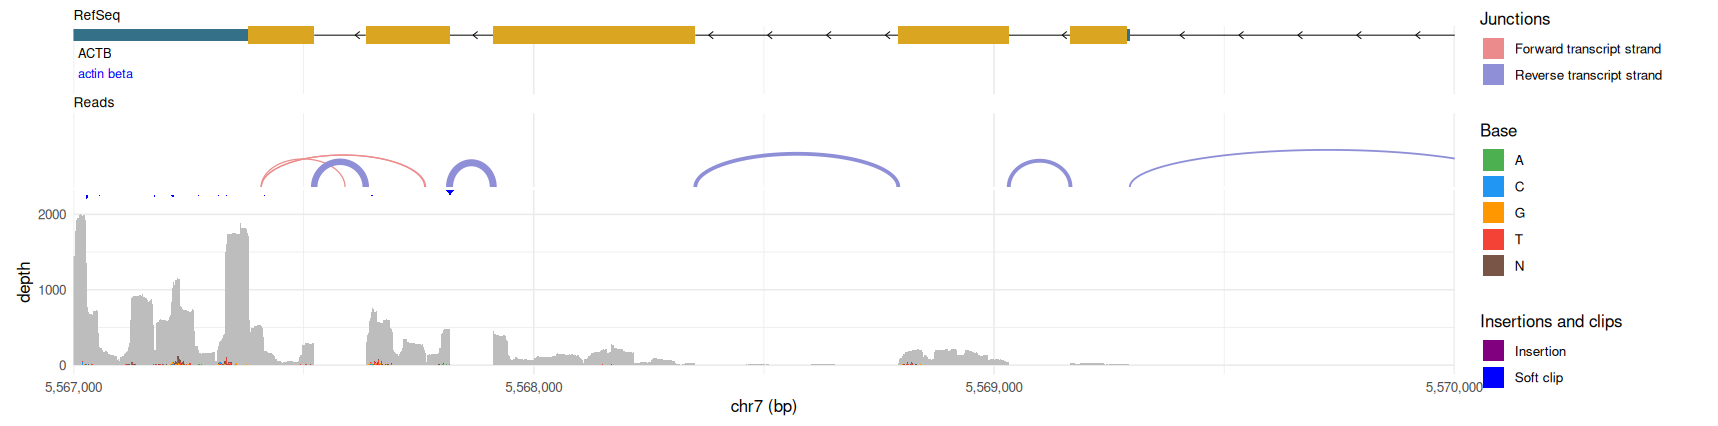 RefSeq
ACTB
actin beta
Reads
2000
1000
0
depth
5,567,000
5,568,000
5,569,000
5,570,000
chr7 (bp)
Junctions
Forward transcript strand
Reverse transcript strand
Base
A
C
G
T
N
Insertions and clips
Insertion
Soft clip